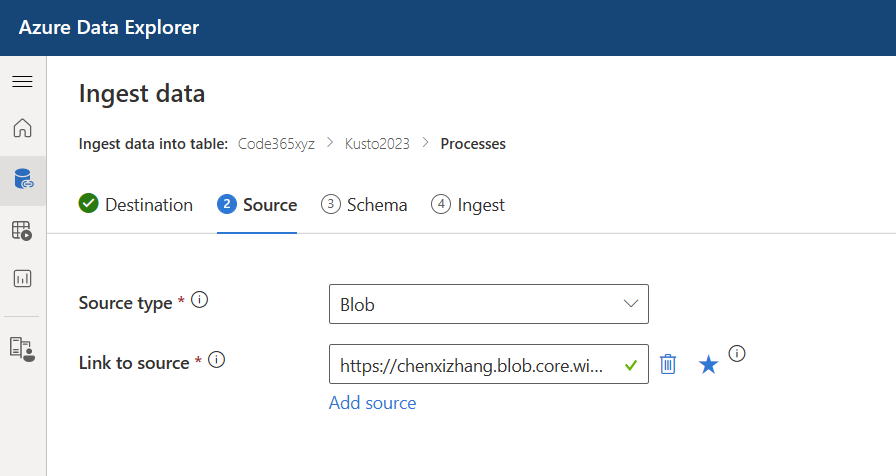 Azure Data Explorer
Ingest data
Ingest data into table: Code365xyz > Kusto2023 > Processes
Destination 2 Source 3 Schema 4 Ingest
Source type *
Blob
Link to source *
https://chenxizhang.blob.core.wi...
Add source